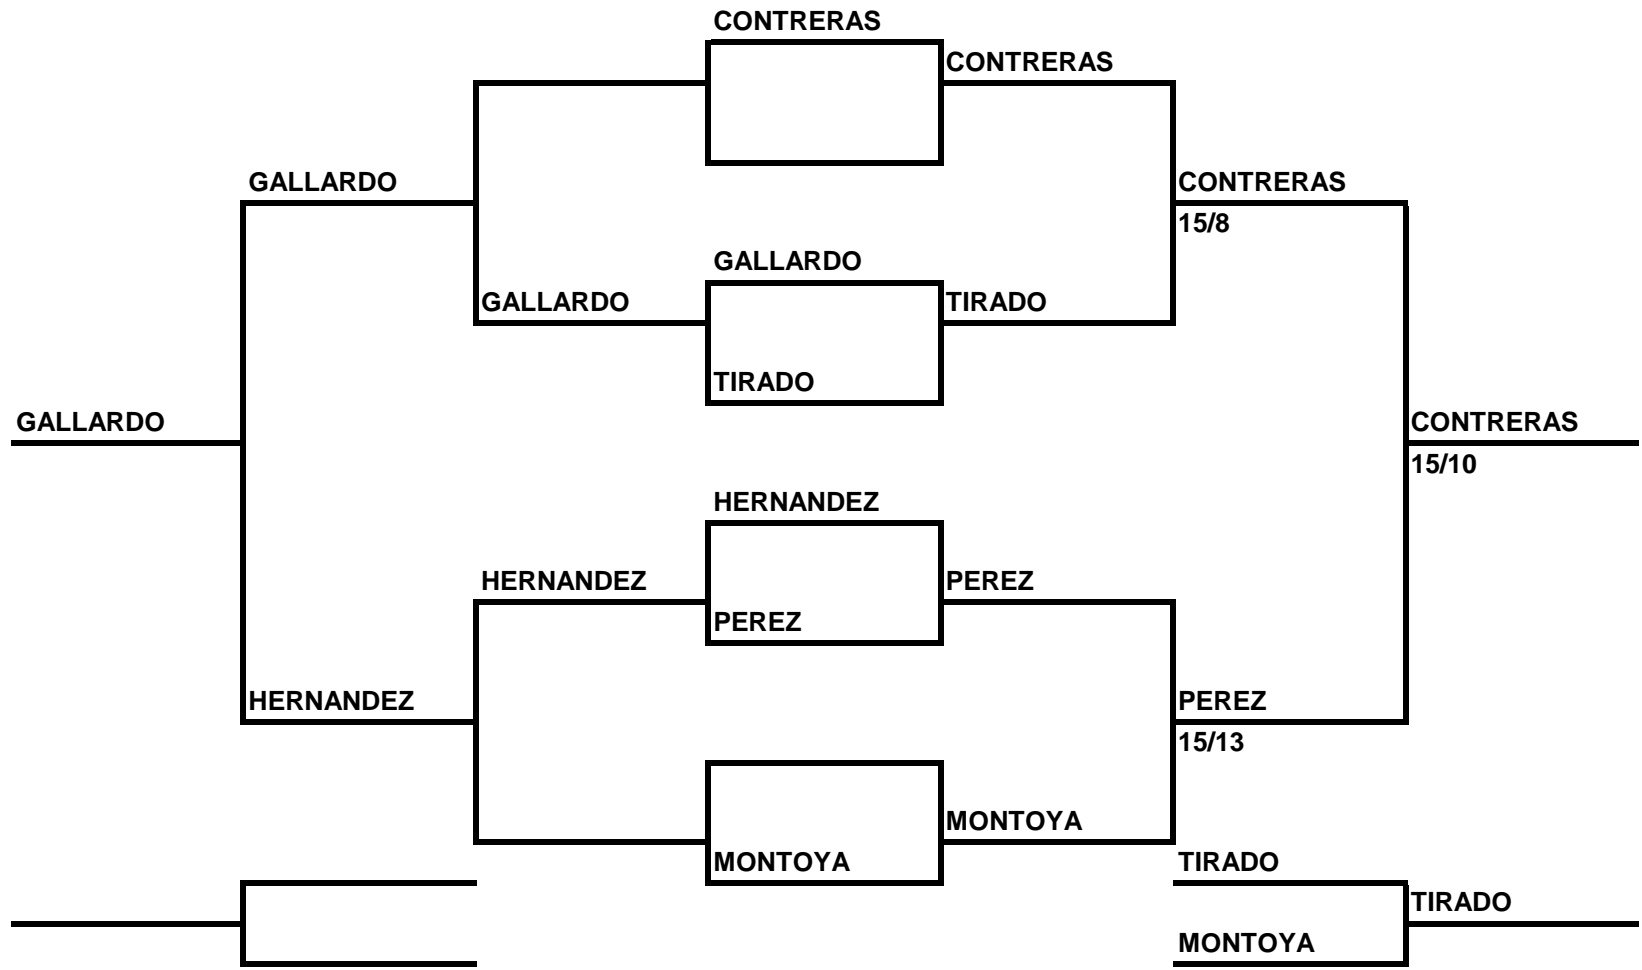 CONTRERAS
CONTRERAS
GALLARDO
CONTRERAS
15/8
GALLARDO
GALLARDO
TIRADO
TIRADO
GALLARDO
CONTRERAS
15/10
HERNANDEZ
HERNANDEZ
PEREZ
PEREZ
HERNANDEZ
PEREZ
15/13
MONTOYA
MONTOYA
TIRADO
TIRADO
MONTOYA